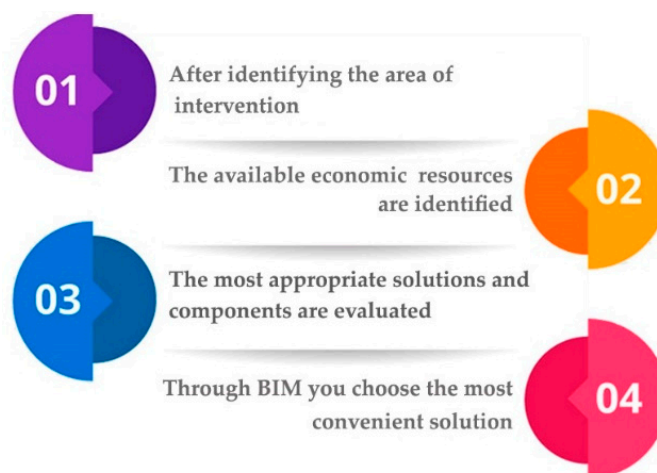 01
After identifying the area of
intervention
The available economic resources
are identified
02
03
The most appropriate solutions and
components are evaluated
Through BIM you choose the most
convenient solution
04